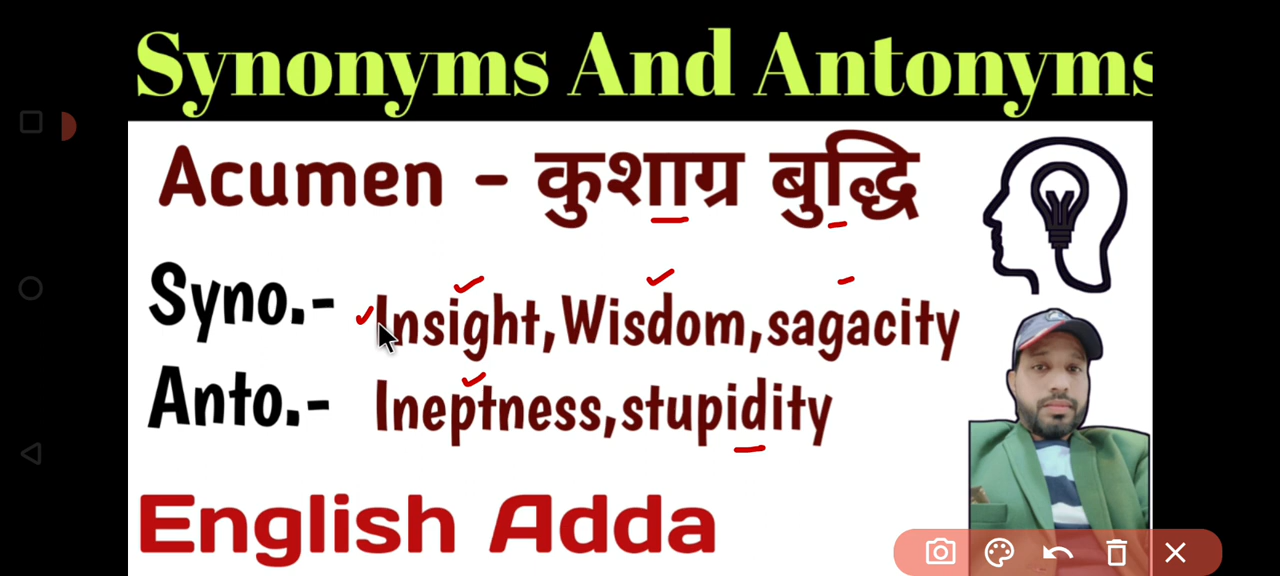 Synonyms And Antonyms
Acumen - कुशाग्र बुद्धि
Syno.- Insight,Wisdom,sagacity
Anto.- Ineptness,stupidity
English Adda